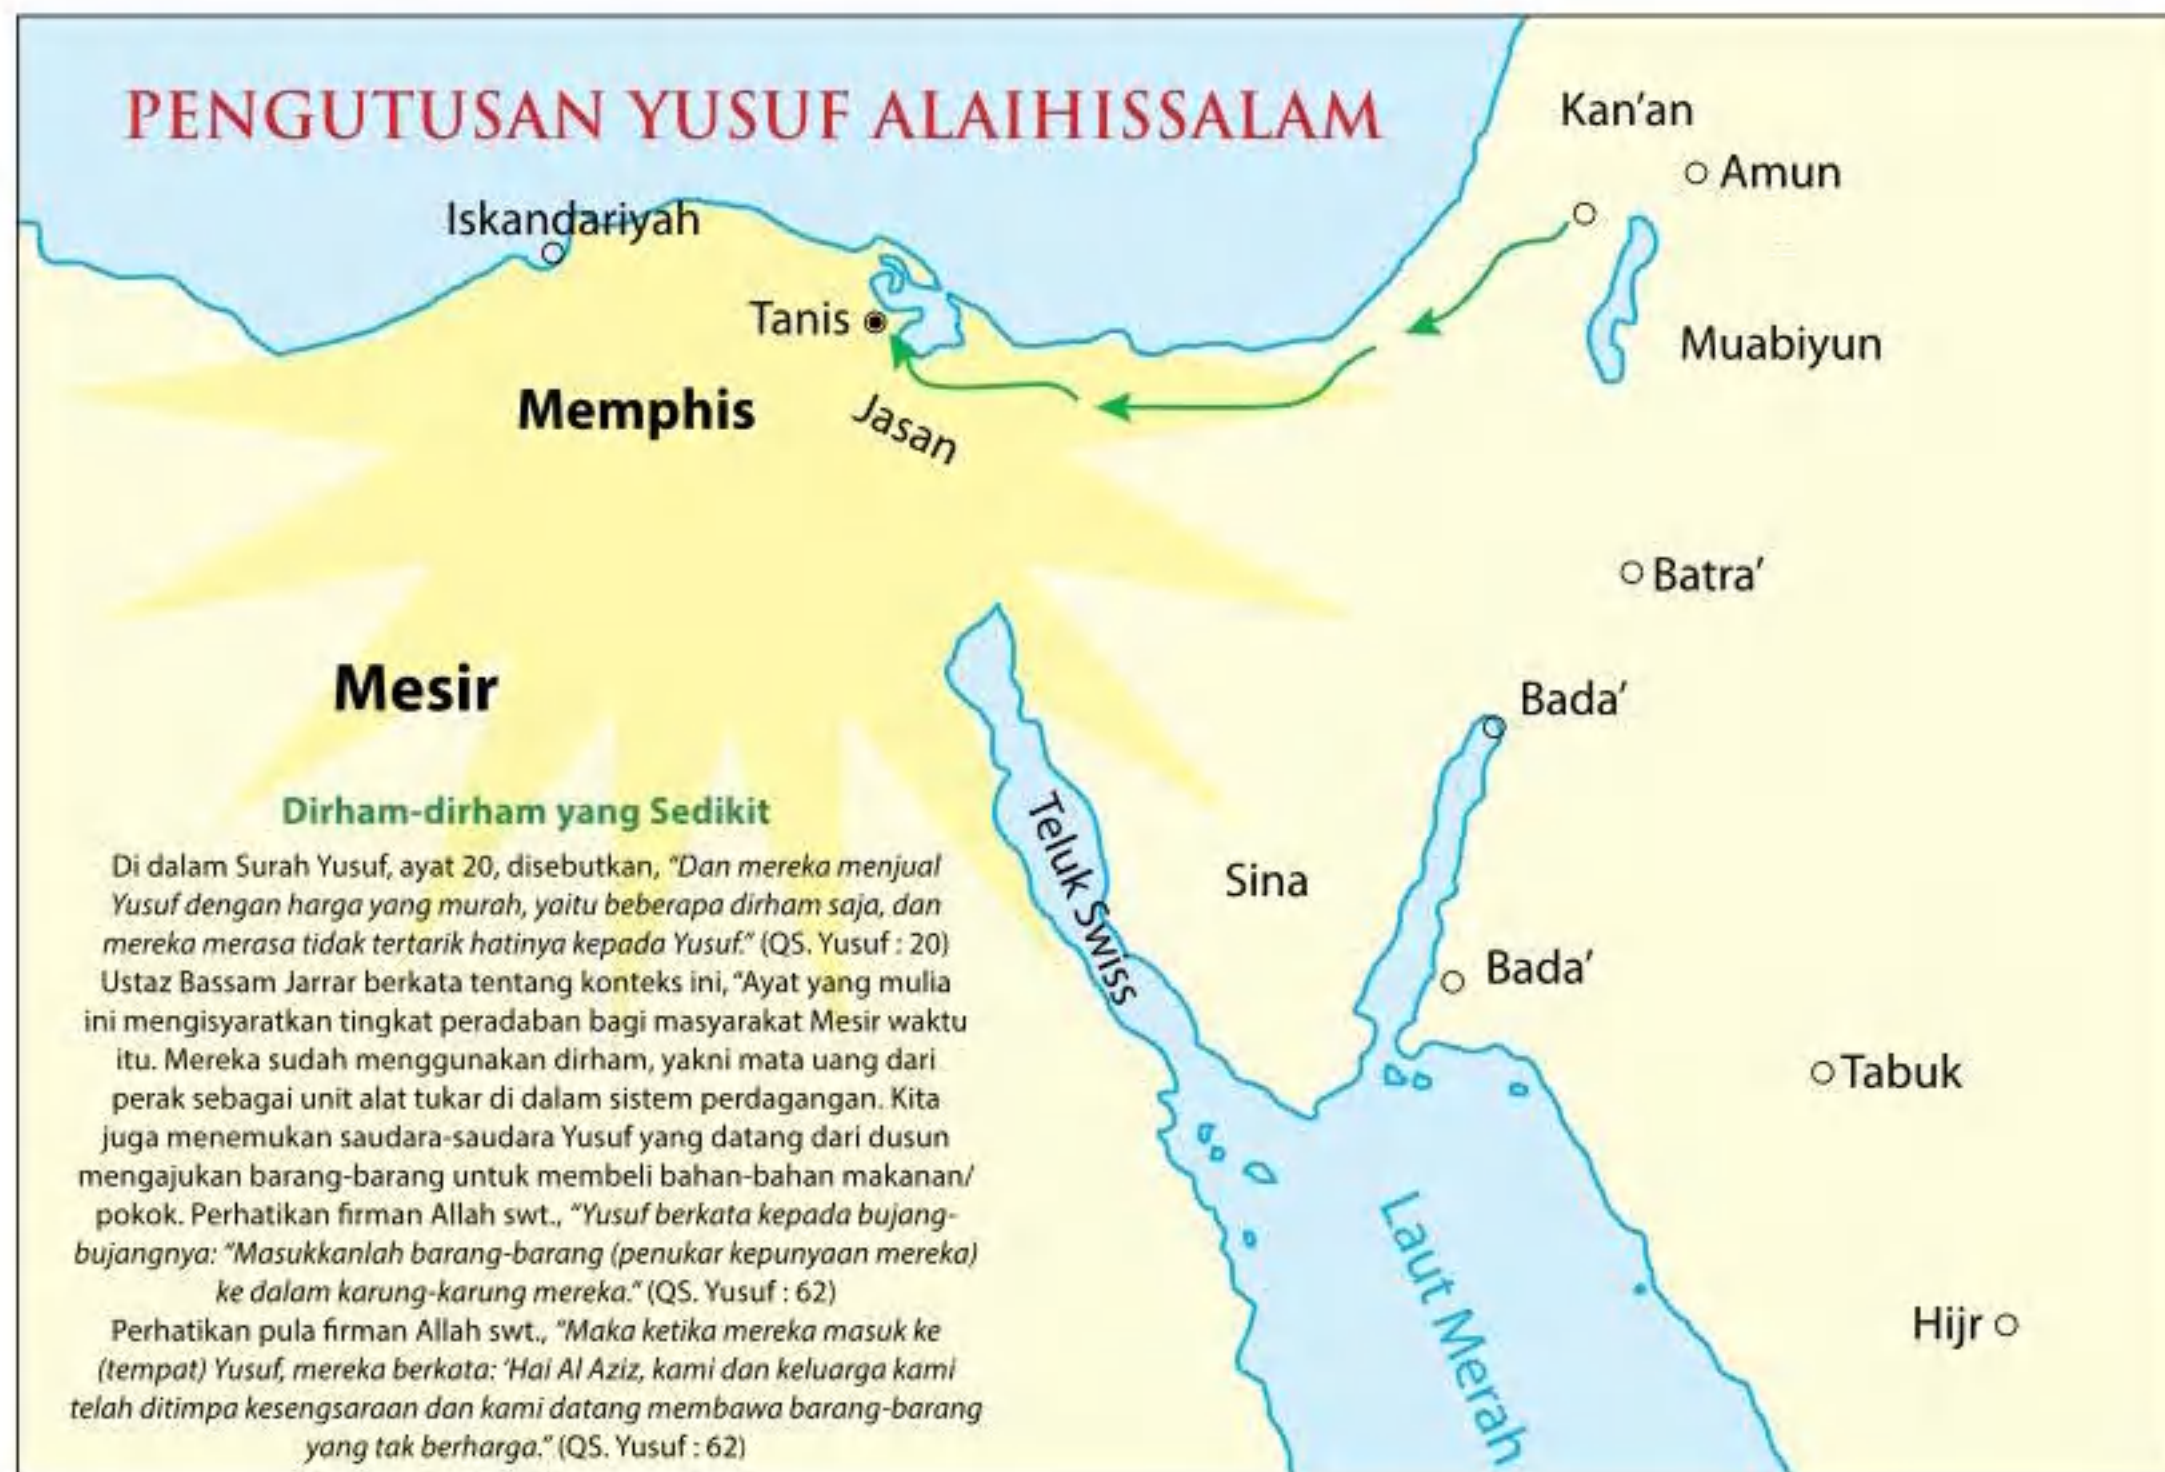 PENGUTUSAN YUSUF ALAIHISSALAM
Kan'an
Amun
Iskandariyah
Tanis
Muabiyun
Memphis
Jasan
Batra'
Mesir
Bada'
Teluk Swiss
Sina
Bada'
Tabuk
Laut Merah
Hijr
Dirham-dirham yang Sedikit
Di dalam Surah Yusuf, ayat 20, disebutkan, “Dan mereka menjual
Yusuf dengan harga yang murah, yaitu beberapa dirham saja, dan
mereka merasa tidak tertarik hatinya kepada Yusuf.” (QS. Yusuf : 20)
Ustaz Bassam Jarrar berkata tentang konteks ini, “Ayat yang mulia
ini mengisyaratkan tingkat peradaban bagi masyarakat Mesir waktu
itu. Mereka sudah menggunakan dirham, yakni mata uang dari
perak sebagai unit alat tukar di dalam sistem perdagangan. Kita
juga menemukan saudara-saudara Yusuf yang datang dari dusun
mengajukan barang-barang untuk membeli bahan-bahan makanan/
pokok. Perhatikan firman Allah swt., “Yusuf berkata kepada bujang-
bujangnya: “Masukkanlah barang-barang (penukar kepunyaan mereka)
ke dalam karung-karung mereka.” (QS. Yusuf : 62)
Perhatikan pula firman Allah swt., “Maka ketika mereka masuk ke
(tempat) Yusuf, mereka berkata: ‘Hai Al Aziz, kami dan keluarga kami
telah ditimpa kesengsaraan dan kami datang membawa barang-barang
yang tak berharga.” (QS. Yusuf : 62)